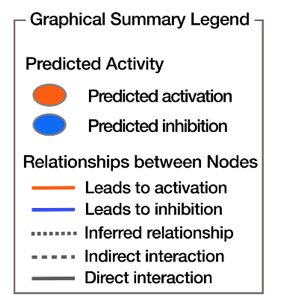 Graphical Summary Legend
Predicted Activity
Predicted activation
Predicted inhibition
Relationships between Nodes
Leads to activation
Leads to inhibition
Inferred relationship
Indirect interaction
Direct interaction